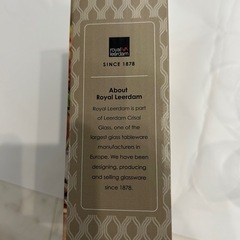 royal vkb
leerdam
SINCE 1878
About
Royal Leerdam
Royal Leerdam is part
of Leerdam Crisal
Glass, one of the
largest glass tableware
manufacturers in
Europe. We have been
designing, producing
and selling glassware
since 1878.